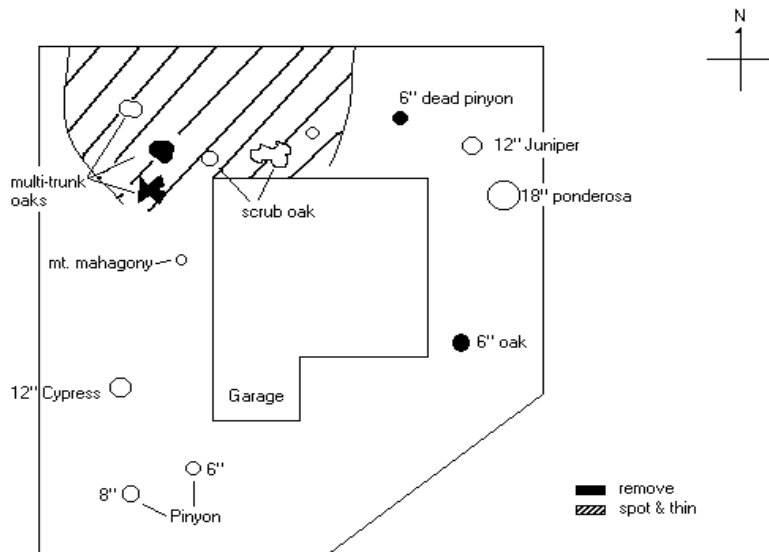 N
6" dead pinyon
12" Juniper
multi-trunk
oaks
18" ponderosa
scrub oak
mt. mahagony
6" oak
12" Cypress
Garage
6"
8"
Pinyon
remove
spot & thin